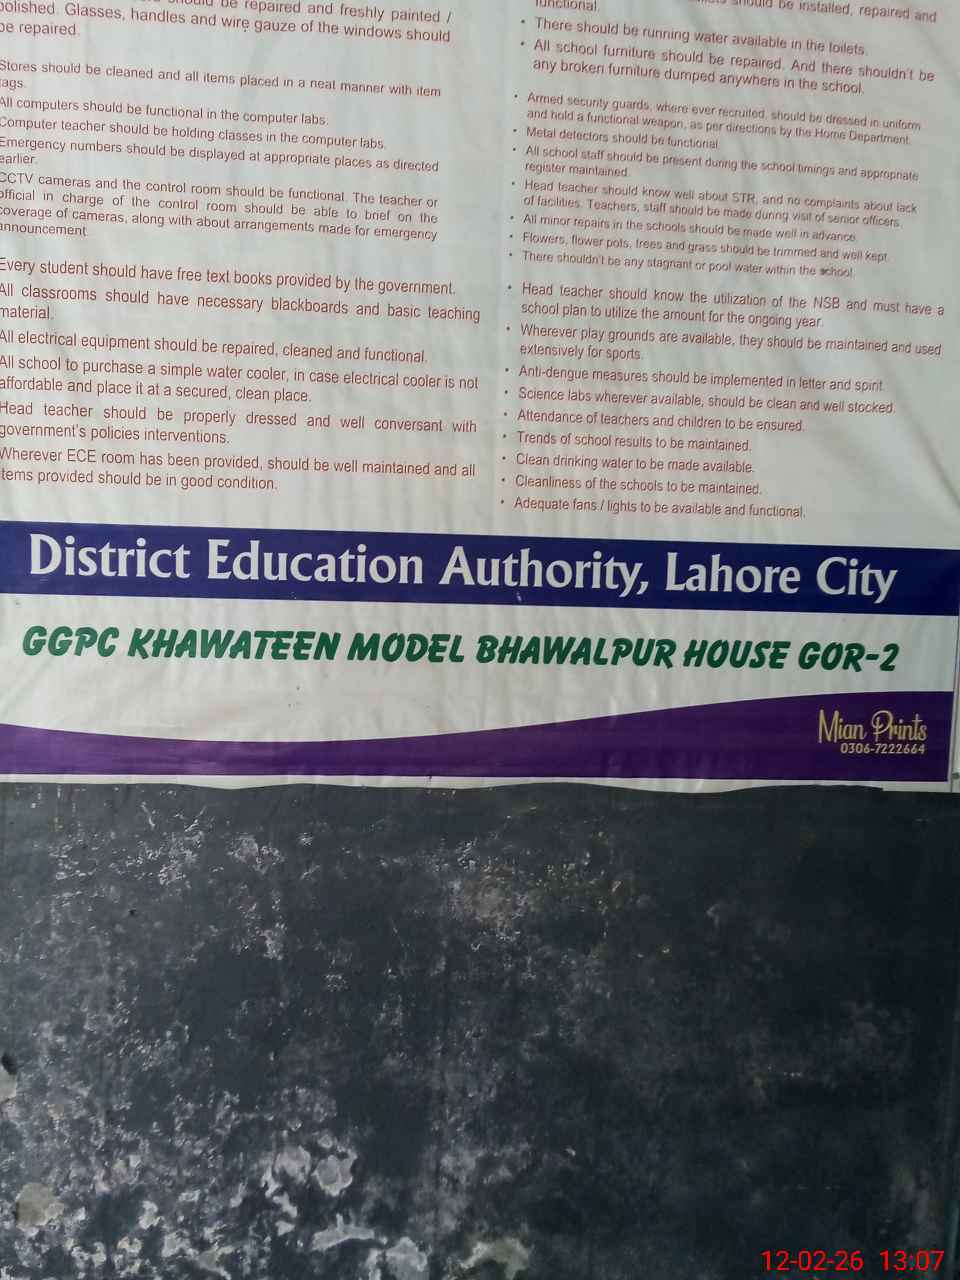 should be repaired and freshly painted /
polished. Glasses, handles and wire gauze of the windows should
be repaired.
Stores should be cleaned and all items placed in a neat manner with item
tags.
All computers should be functional in the computer labs.
Computer teacher should be holding classes in the computer labs.
Emergency numbers should be displayed at appropriate places as directed
earlier.
CCTV cameras and the control room should be functional. The teacher or
official in charge of the control room should be able to brief on the
coverage of cameras, along with about arrangements made for emergency
announcement.
Every student should have free text books provided by the government.
All classrooms should have necessary blackboards and basic teaching
material.
All electrical equipment should be repaired, cleaned and functional.
All school to purchase a simple water cooler, in case electrical cooler is not
affordable and place it at a secured, clean place.
Head teacher should be properly dressed and well conversant with
government's policies interventions.
Wherever ECE room has been provided, should be well maintained and all
items provided should be in good condition.
should be installed, repaired and
functional.
• There should be running water available in the toilets.
• All school furniture should be repaired. And there shouldn't be
any broken furniture dumped anywhere in the school.
• Armed security guards, where ever recruited, should be dressed in uniform
and hold a functional weapon, as per directions by the Home Department.
• Metal detectors should be functional.
• All school staff should be present during the school timings and appropriate
register maintained.
• Head teacher should know well about STR, and no complaints about lack
of facilities. Teachers, staff should be made during visit of senior officers.
• All minor repairs in the schools should be made well in advance.
• Flowers, flower pots, trees and grass should be trimmed and well kept.
• There shouldn't be any stagnant or pool water within the school.
• Head teacher should know the utilization of the NSB and must have a
school plan to utilize the amount for the ongoing year.
• Wherever play grounds are available, they should be maintained and used
extensively for sports.
• Anti-dengue measures should be implemented in letter and spirit.
• Science labs wherever available, should be clean and well stocked.
• Attendance of teachers and children to be ensured.
• Trends of school results to be maintained.
• Clean drinking water to be made available.
• Cleanliness of the schools to be maintained.
• Adequate fans / lights to be available and functional.
District Education Authority, Lahore City
GGPC KHAWATEEN MODEL BHAWALPUR HOUSE GOR-2
Mian Prints
0306-7222664
12-02-26 13:07